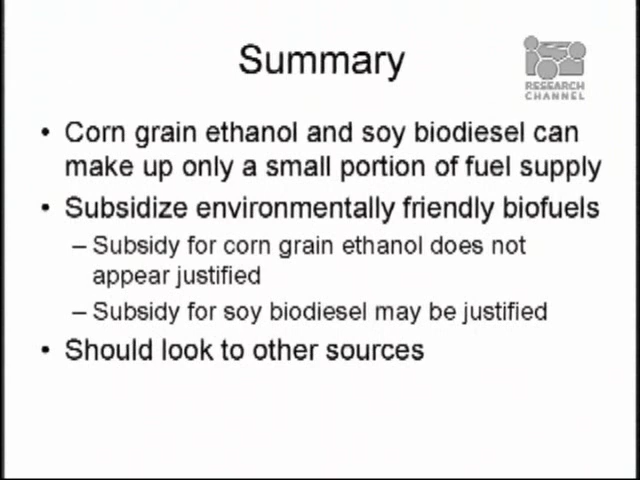 Summary
RESEARCH
CHANNEL
• Corn grain ethanol and soy biodiesel can
make up only a small portion of fuel supply
• Subsidize environmentally friendly biofuels
– Subsidy for corn grain ethanol does not
appear justified
– Subsidy for soy biodiesel may be justified
• Should look to other sources